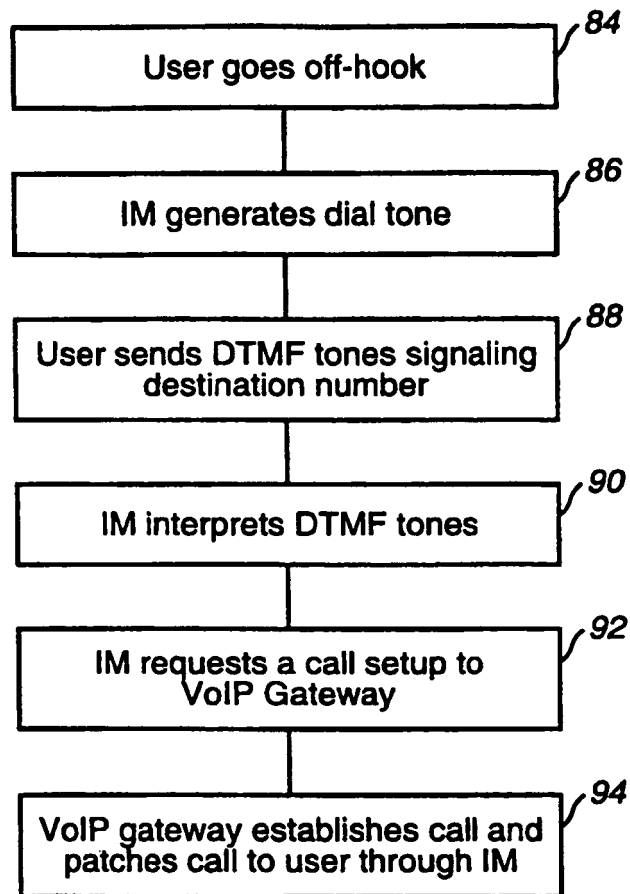 84
User goes off-hook
86
IM generates dial tone
88
User sends DTMF tones signaling
destination number
90
IM interprets DTMF tones
92
IM requests a call setup to
VoIP Gateway
94
VoIP gateway establishes call and
patches call to user through IM